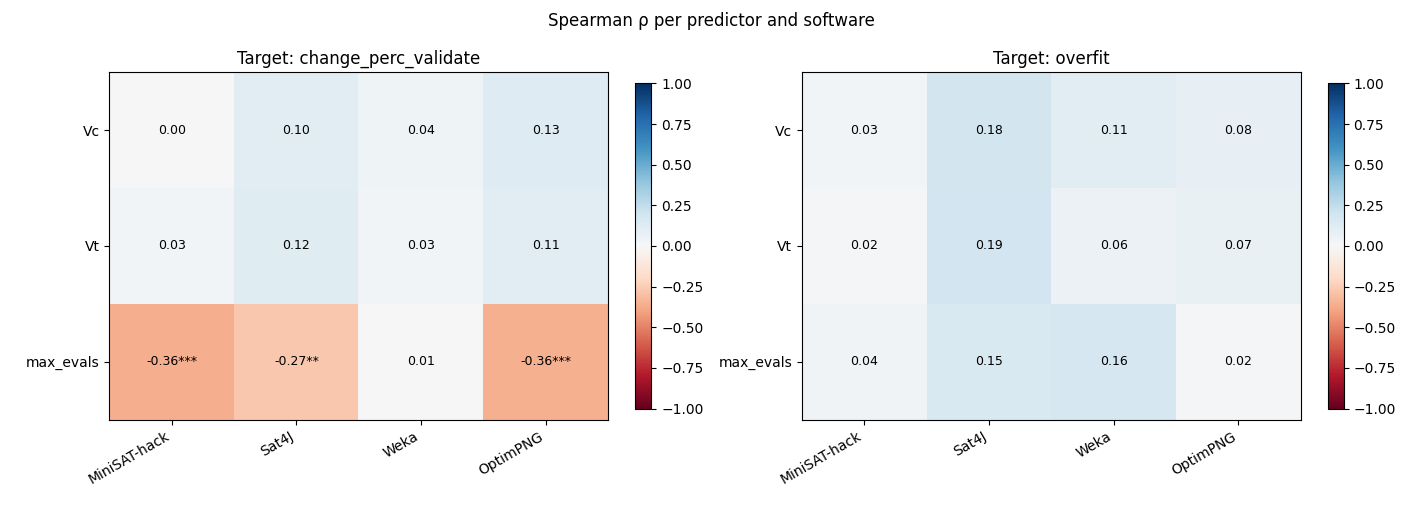 Spearman ρ per predictor and software
Target: change_perc_validate
Vc
0.00
0.10
0.04
0.13
Vt
0.03
0.12
0.03
0.11
max_evals
-0.36***
-0.27**
0.01
-0.36***
MiniSAT-hack
Sat4J
Weka
OptimPNG
1.00
0.75
0.50
0.25
0.00
−0.25
−0.50
−0.75
−1.00
Target: overfit
Vc
0.03
0.18
0.11
0.08
Vt
0.02
0.19
0.06
0.07
max_evals
0.04
0.15
0.16
0.02
MiniSAT-hack
Sat4J
Weka
OptimPNG
1.00
0.75
0.50
0.25
0.00
−0.25
−0.50
−0.75
−1.00